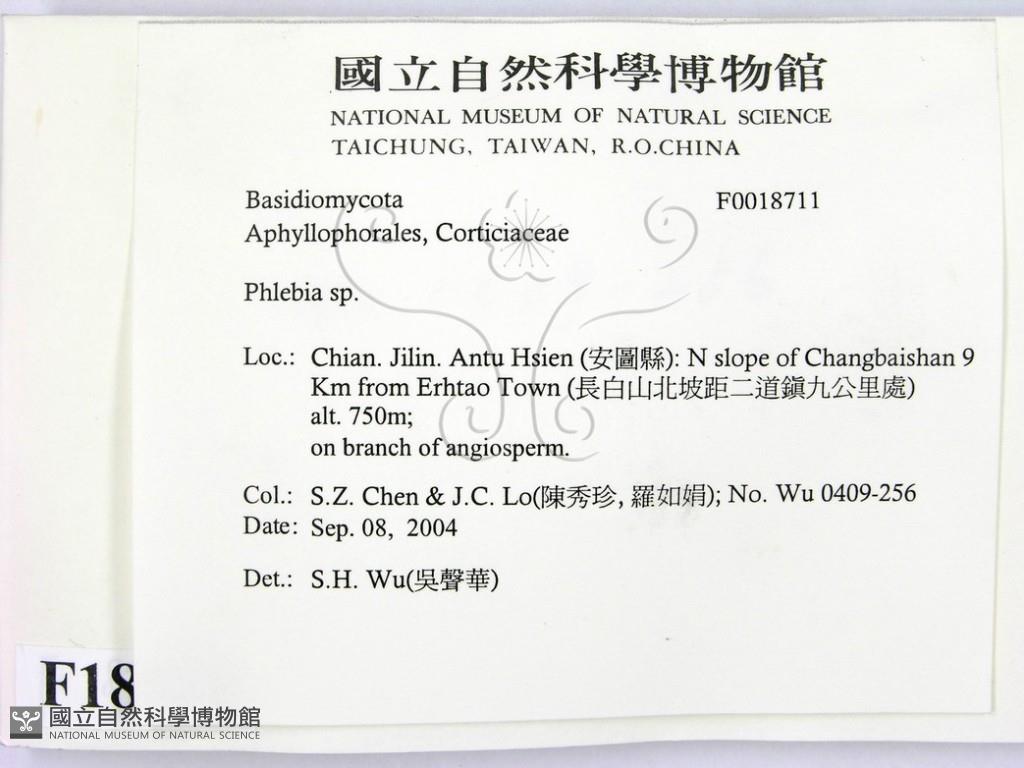 國立自然科學博物館
NATIONAL MUSEUM OF NATURAL SCIENCE
TAICHUNG, TAIWAN, R.O.CHINA
Basidiomycota F0018711
Aphyllophorales, Corticiaceae
Phlebia sp.
Loc.: Chian. Jilin. Antu Hsien (安圖縣): N slope of Changbaishan 9
Km from Erhtao Town (長白山北坡距二道鎮九公里處)
alt. 750m;
on branch of angiosperm.
Col.: S.Z. Chen & J.C. Lo(陳秀珍, 羅如娟); No. Wu 0409-256
Date: Sep. 08, 2004
Det.: S.H. Wu(吳聲華)
F18
國立自然科學博物館
NATIONAL MUSEUM OF NATURAL SCIENCE